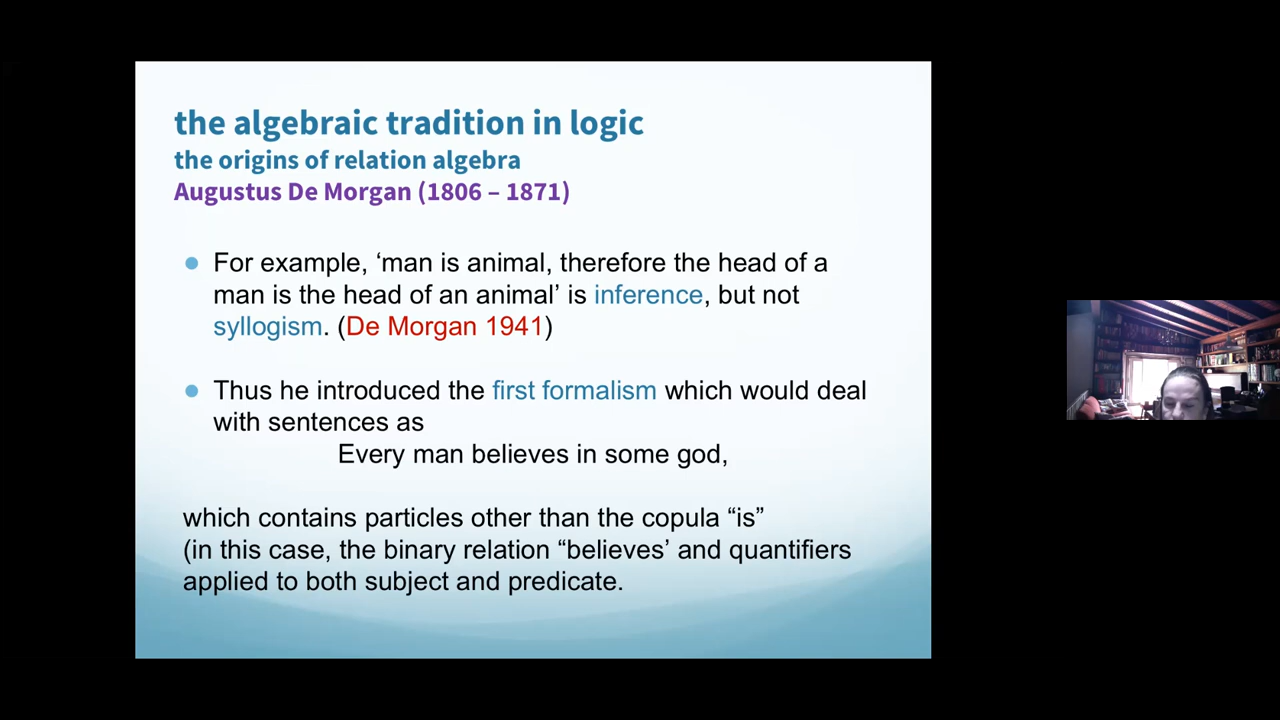 the algebraic tradition in logic
the origins of relation algebra
Augustus De Morgan (1806 – 1871)
For example, ‘man is animal, therefore the head of a
man is the head of an animal’ is inference, but not
syllogism. (De Morgan 1941)
Thus he introduced the first formalism which would deal
with sentences as
Every man believes in some god,
which contains particles other than the copula “is”
(in this case, the binary relation “believes’ and quantifiers
applied to both subject and predicate.